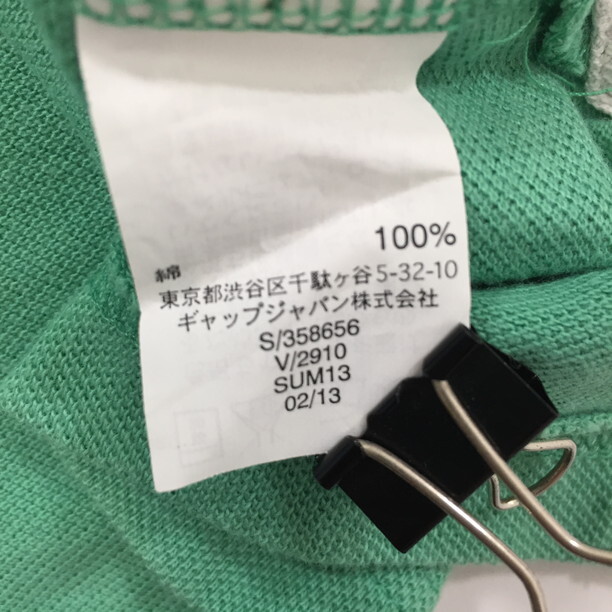 100%
綿
東京都渋谷区千駄ヶ谷5-32-10
ギャップジャパン株式会社
S/358656
V/2910
SUM13
02/13